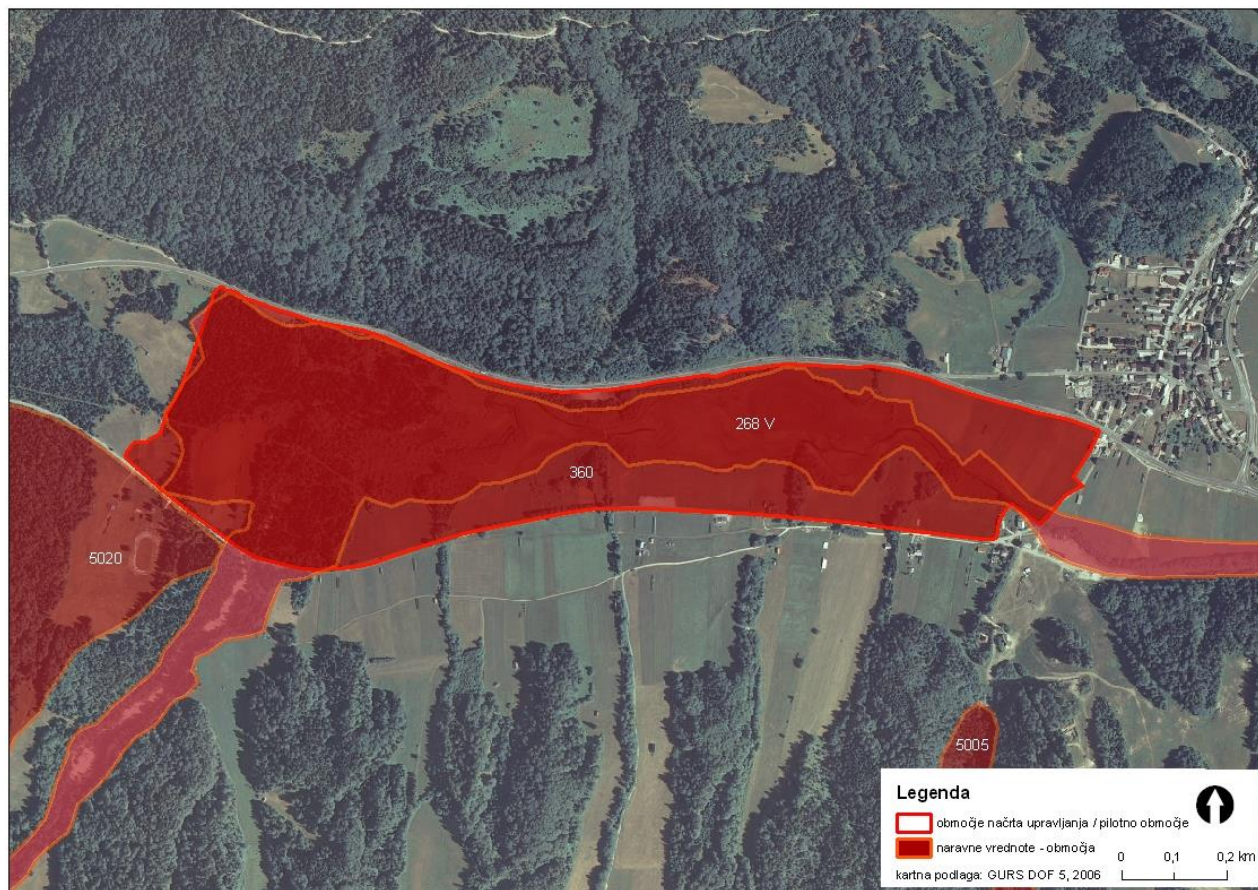 268 V
360
5020
5005
Legenda
območje načrta upravljanja / pilotno območje
naravne vrednote - območja
kartna podlaga: GURS DOF 5, 2006
0 0,1 0,2 km